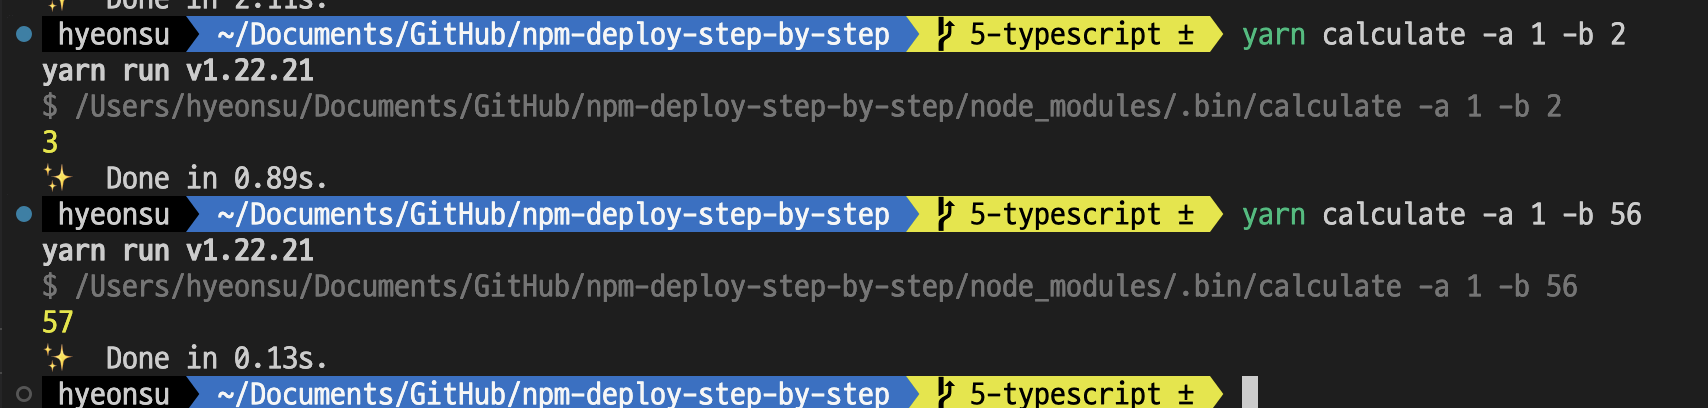 ✨  Done in 2.11s.
hyeonsu ~/Documents/GitHub/npm-deploy-step-by-step 5-typescript ± yarn calculate -a 1 -b 2
yarn run v1.22.21
$ /Users/hyeonsu/Documents/GitHub/npm-deploy-step-by-step/node_modules/.bin/calculate -a 1 -b 2
3
✨  Done in 0.89s.
hyeonsu ~/Documents/GitHub/npm-deploy-step-by-step 5-typescript ± yarn calculate -a 1 -b 56
yarn run v1.22.21
$ /Users/hyeonsu/Documents/GitHub/npm-deploy-step-by-step/node_modules/.bin/calculate -a 1 -b 56
57
✨  Done in 0.13s.
hyeonsu ~/Documents/GitHub/npm-deploy-step-by-step 5-typescript ±